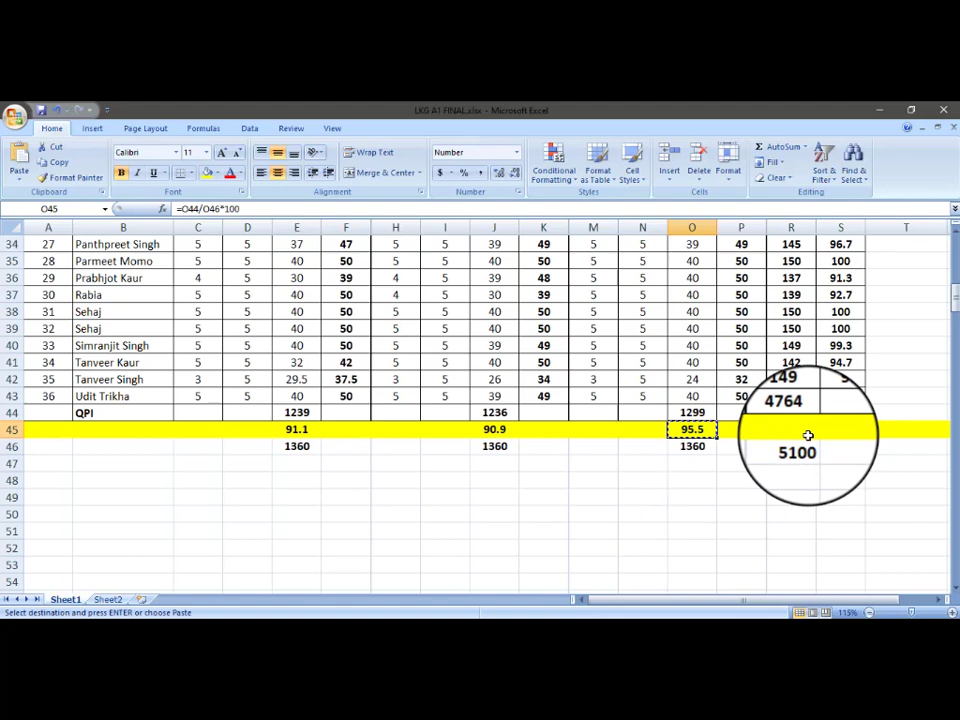 LKG A1 FINAL.xlsx - Microsoft Excel
Home Insert Page Layout Formulas Data Review View
Cut
Copy
Format Painter
Paste
Calibri 11
B I U
Wrap Text
Merge & Center
Number
$ % ,
Conditional Formatting
Format as Table
Cell Styles
Insert Delete Format
AutoSum
Fill
Clear
Sort & Filter
Find & Select
Clipboard Font Alignment Number Styles Cells Editing
O45 fx =O44/O46*100
A B C D E F H I J K M N O P R S T
34 27 Panthpreet Singh 5 5 37 47 5 5 39 49 5 5 39 49 145 96.7
35 28 Parmeet Momo 5 5 40 50 5 5 40 50 5 5 40 50 150 100
36 29 Prabhjot Kaur 4 5 30 39 4 5 39 48 5 5 40 50 137 91.3
37 30 Rabia 5 5 40 50 4 5 30 39 5 5 40 50 139 92.7
38 31 Sehaj 5 5 40 50 5 5 40 50 5 5 40 50 150 100
39 32 Sehaj 5 5 40 50 5 5 40 50 5 5 40 50 150 100
40 33 Simranjit Singh 5 5 40 50 5 5 39 49 5 5 40 50 149 99.3
41 34 Tanveer Kaur 5 5 32 42 5 5 40 50 5 5 40 50 142 94.7
42 35 Tanveer Singh 3 5 29.5 37.5 3 5 26 34 3 5 24 32
43 36 Udit Trikha 5 5 40 50 5 5 39 49 5 5 40 50 149
44 QPI 1239 1236 1299 4764
45 91.1 90.9 95.5
46 1360 1360 1360 5100
47
48
49
50
51
52
53
54
Sheet1 Sheet2
Select destination and press ENTER or choose Paste 115%